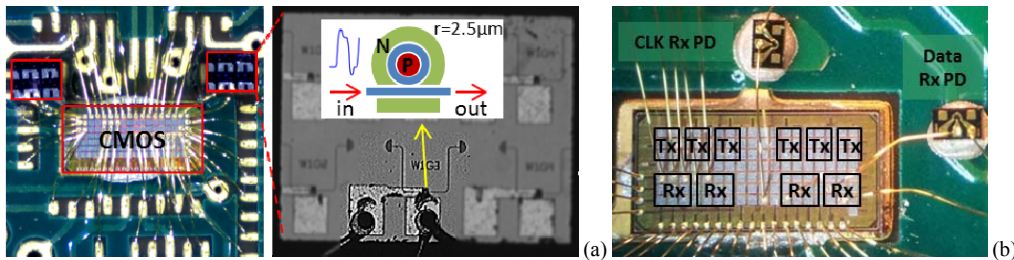 CMOS
r=2.5μm
N
P
in
out
W1G3
(a)
CLK Rx PD
Data
Rx PD
Tx Tx Tx Tx Tx Tx
Rx Rx Rx Rx
(b)